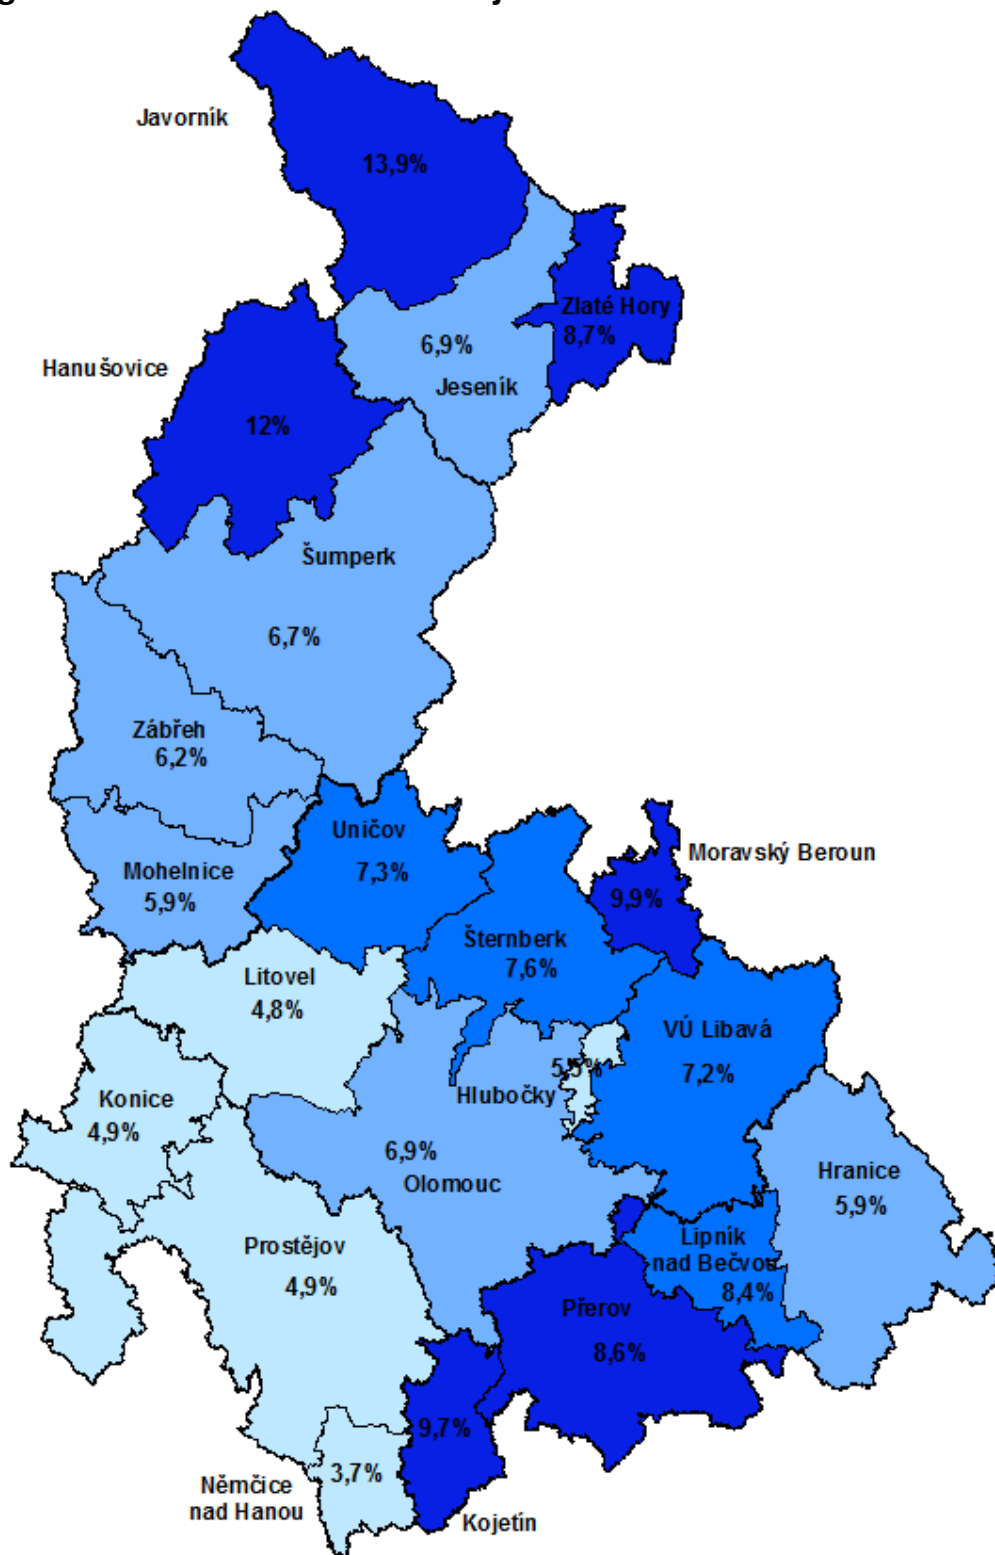 Javorník
13,9%
Zlaté Hory
8,7%
6,9%
Jeseník
Hanušovice
12%
Šumperk
6,7%
Zábřeh
6,2%
Uničov
7,3%
Mohelnice
5,9%
Moravský Beroun
9,9%
Šternberk
7,6%
Litovel
4,8%
VÚ Libavá
7,2%
5,5%
Hlubočky
Konice
4,9%
6,9%
Olomouc
Hranice
5,9%
Prostějov
4,9%
Lipník
nad Bečvou
8,4%
Přerov
8,6%
9,7%
3,7%
Němčice
nad Hanou
Kojetín